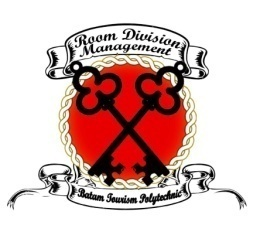 Room Division
Management
Batam Tourism Polytechnic